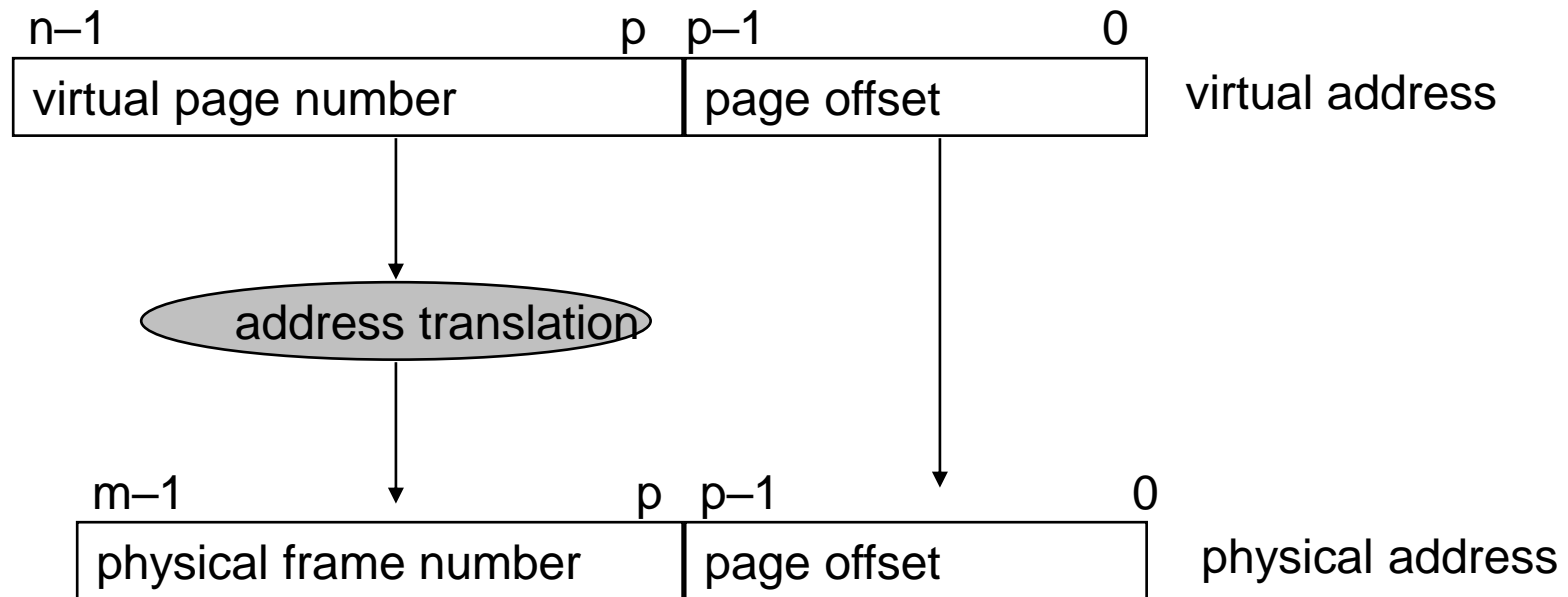 n–1 p p–1 0
virtual page number page offset virtual address
address translation
m–1 p p–1 0
physical frame number page offset physical address